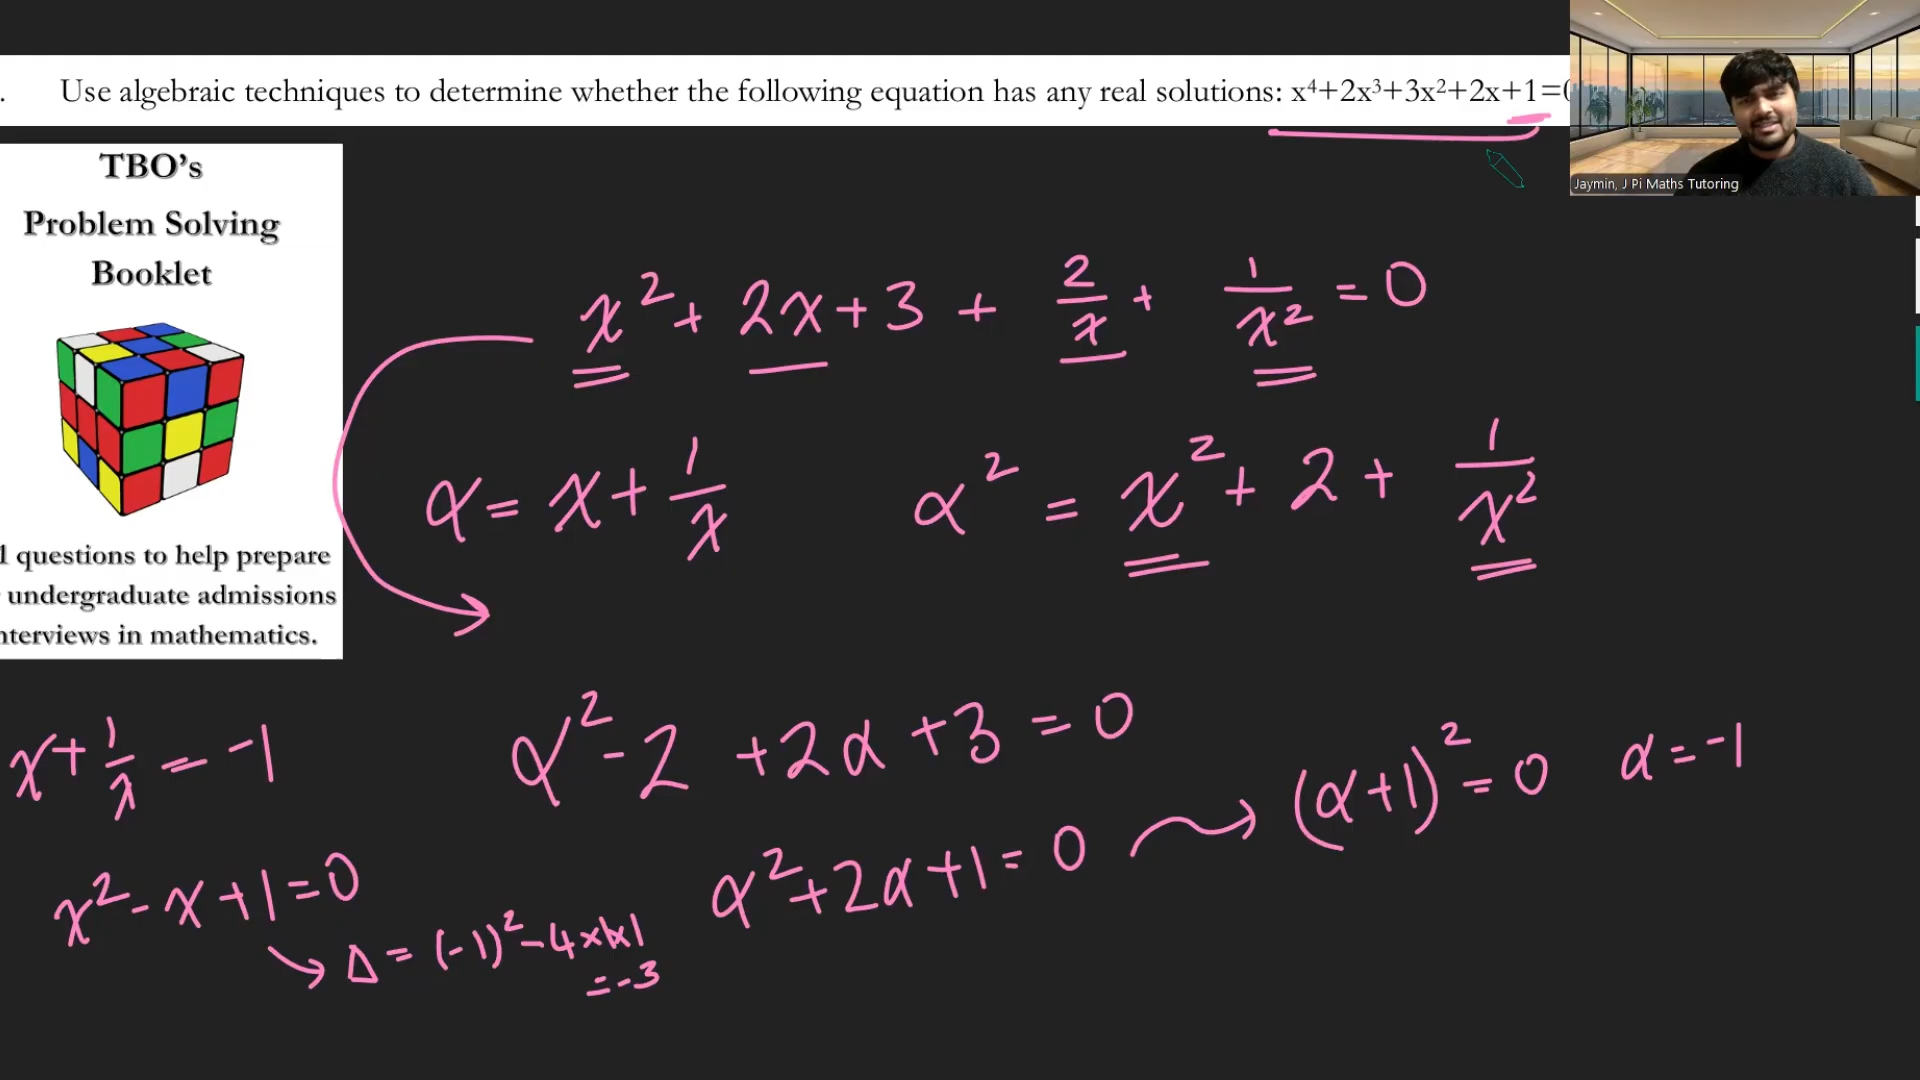 . Use algebraic techniques to determine whether the following equation has any real solutions: x⁴+2x³+3x²+2x+1=0
Jaymin, J Pi Maths Tutoring
TBO's
Problem Solving
Booklet
1 questions to help prepare
undergraduate admissions
nterviews in mathematics.
x² + 2x + 3 + 2/x + 1/x² = 0
α = x + 1/x
α² = x² + 2 + 1/x²
α² - 2 + 2α + 3 = 0
α² + 2α + 1 = 0
(α+1)² = 0
α = -1
x + 1/x = -1
x² - x + 1 = 0
Δ = (-1)² - 4×1×1
= -3